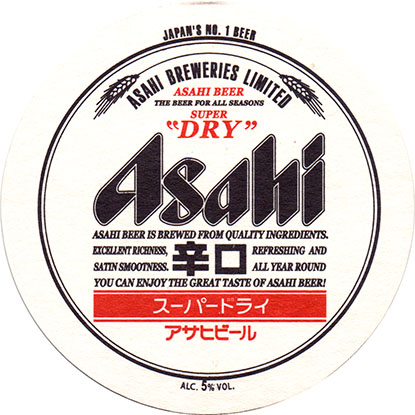 JAPAN'S NO. 1 BEER
ASAHI BREWERIES LIMITED
ASAHI BEER
THE BEER FOR ALL SEASONS
SUPER
"DRY"
Asahi
ASAHI BEER IS BREWED FROM QUALITY INGREDIENTS.
EXCELLENT RICHNESS, 辛口 REFRESHING AND
SATIN SMOOTHNESS. ALL YEAR ROUND
YOU CAN ENJOY THE GREAT TASTE OF ASAHI BEER!
スーパードライ
アサヒビール
ALC. 5% VOL.